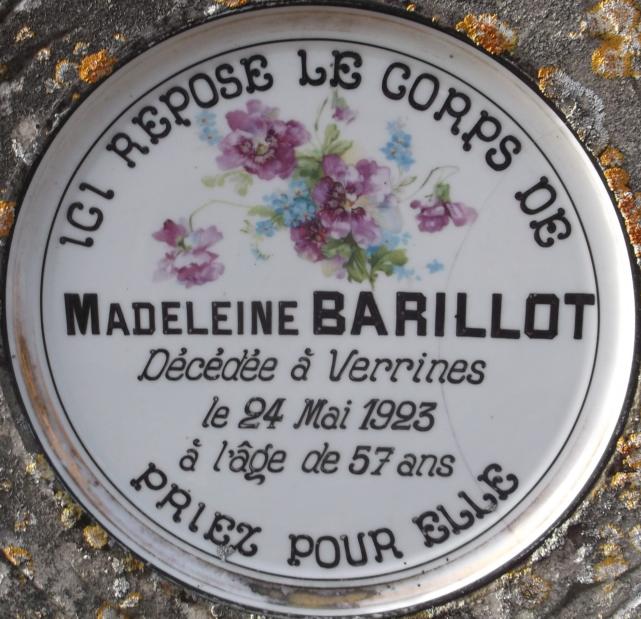 ICI REPOSE LE CORPS DE
MADELEINE BARILLOT
Décédée à Verrines
le 24 Mai 1923
à l'âge de 57 ans
PRIEZ POUR ELLE